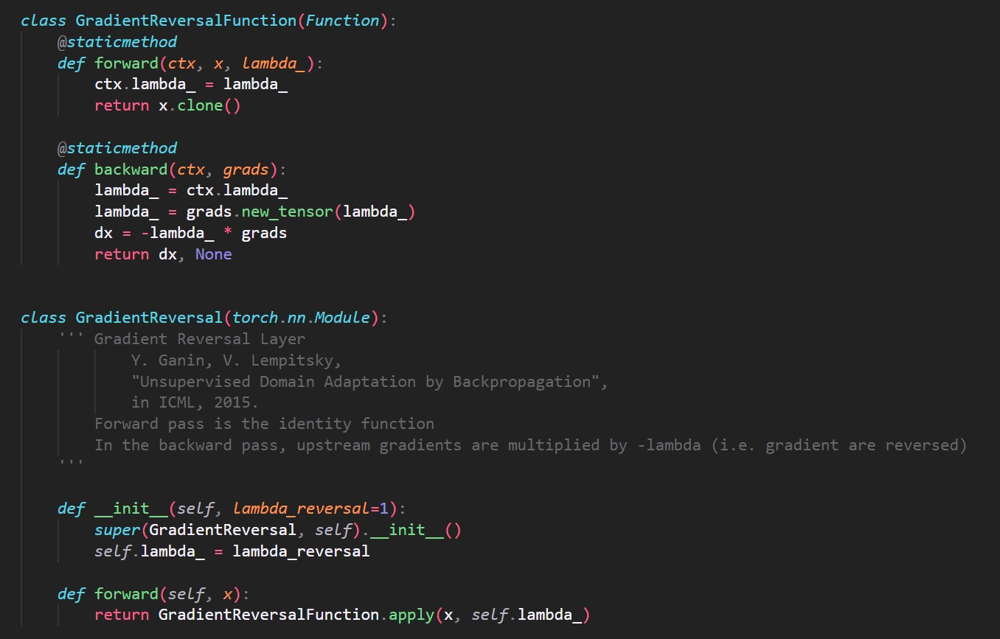 class GradientReversalFunction(Function):
    @staticmethod
    def forward(ctx, x, lambda_):
        ctx.lambda_ = lambda_
        return x.clone()

    @staticmethod
    def backward(ctx, grads):
        lambda_ = ctx.lambda_
        lambda_ = grads.new_tensor(lambda_)
        dx = -lambda_ * grads
        return dx, None


class GradientReversal(torch.nn.Module):
    ''' Gradient Reversal Layer
            Y. Ganin, V. Lempitsky,
            "Unsupervised Domain Adaptation by Backpropagation",
            in ICML, 2015.
        Forward pass is the identity function
        In the backward pass, upstream gradients are multiplied by -lambda (i.e. gradient are reversed)
    '''

    def __init__(self, lambda_reversal=1):
        super(GradientReversal, self).__init__()
        self.lambda_ = lambda_reversal

    def forward(self, x):
        return GradientReversalFunction.apply(x, self.lambda_)